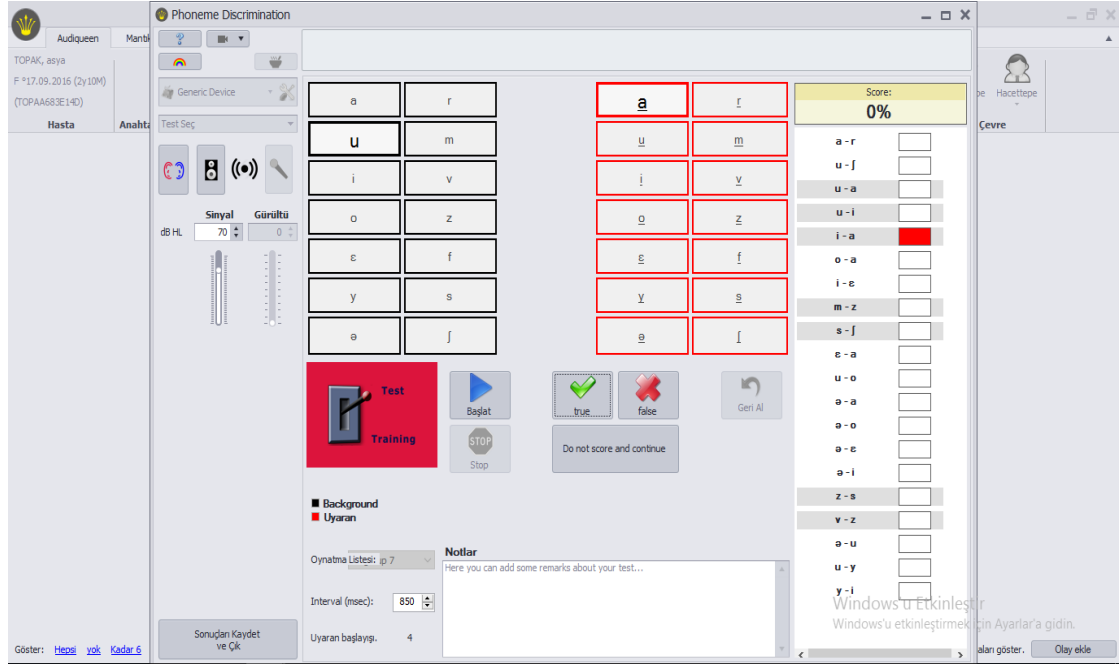 Phoneme Discrimination
Audiqueen
Mantık
TOPAK, asya
F °17.09.2016 (2y10M)
(TOPAA683E14D)
Hasta
Anahta
Hacettepe
Çevre
Generic Device
Test Seç
Sinyal Gürültü
dB HL 70 0
a r
u m
i v
o z
ε f
y s
ə ʃ
a r
u m
i v
o z
ε f
y s
ə ʃ
Score:
0%
a - r
u - ʃ
u - a
u - i
i - a
o - a
i - ε
m - z
s - ʃ
ε - a
u - o
ə - a
ə - o
ə - ε
ə - i
z - s
v - z
ə - u
u - y
y - i
Test
Training
Başlat
STOP
Stop
true
false
Geri Al
Do not score and continue
Background
Uyaran
Oynatma Listesi: up 7
Interval (msec): 850
Uyaran başlayışı. 4
Notlar
Here you can add some remarks about your test...
Sonuçları Kaydet
ve Çık
Göster: Hepsi yok Kadar 6
Windows'u Etkinleştir
Windows'u etkinleştirmek için Ayarlar'a gidin.
aları göster.
Olay ekle